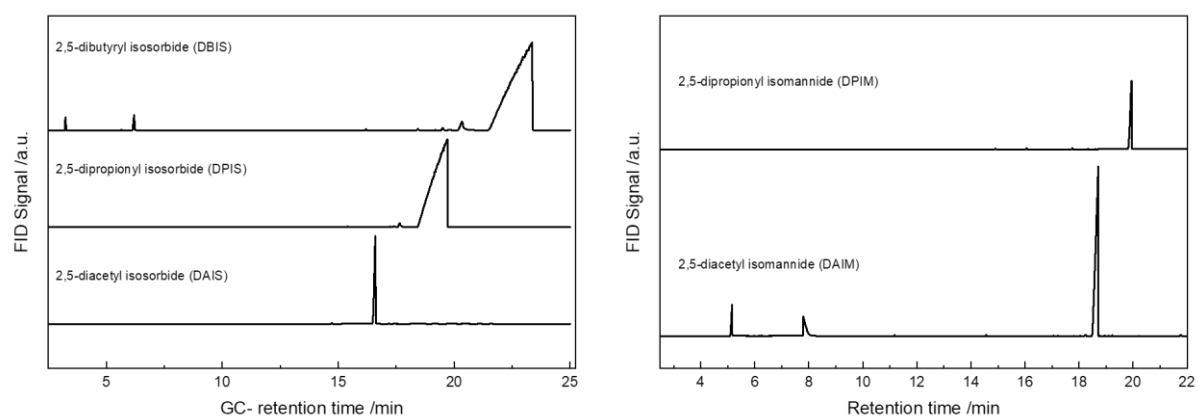 FID Signal /a.u.
2,5-dibutyryl isosorbide (DBIS)
2,5-dipropionyl isosorbide (DPIS)
2,5-diacetyl isosorbide (DAIS)
5 10 15 20 25
GC- retention time /min
FID Signal /a.u.
2,5-dipropionyl isomannide (DPIM)
2,5-diacetyl isomannide (DAIM)
4 6 8 10 12 14 16 18 20 22
Retention time /min